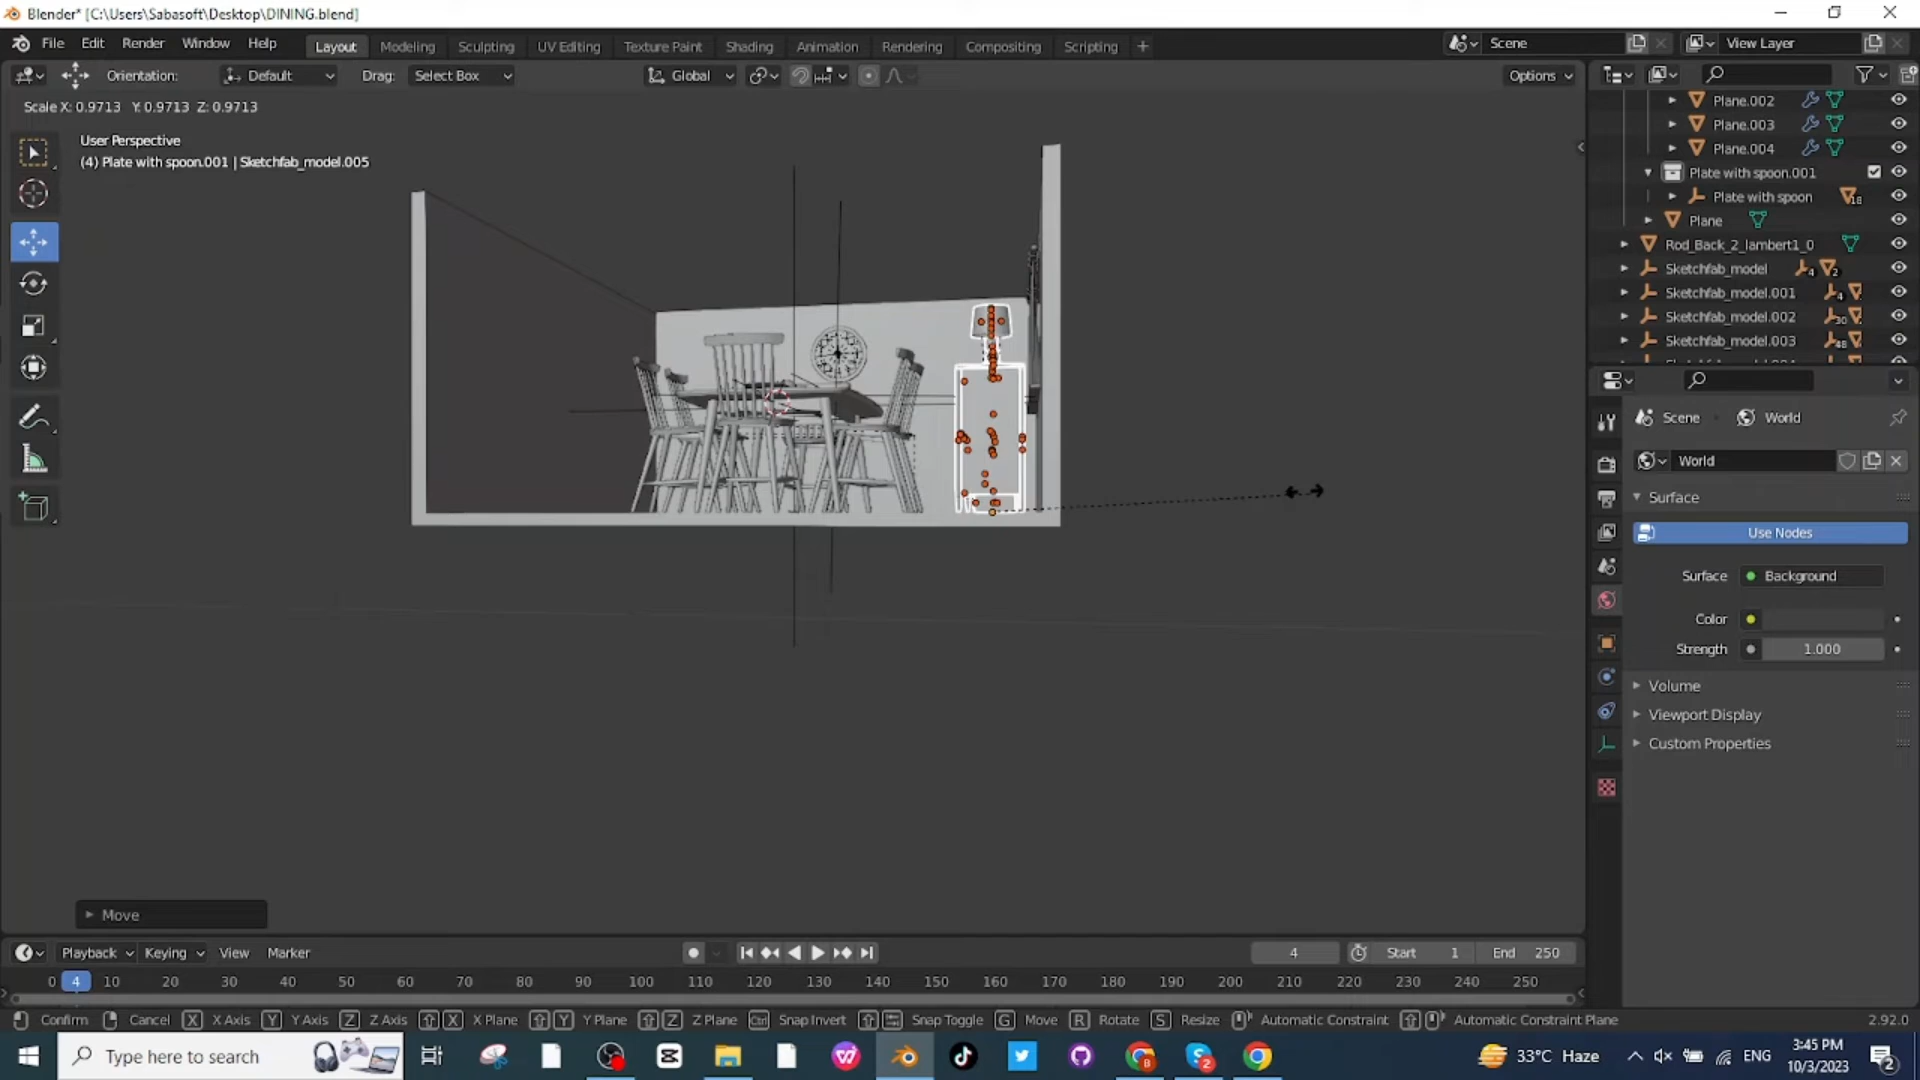 Blender* [C:\Users\Sabasoft\Desktop\DINING.blend]
File Edit Render Window Help Layout Modeling Sculpting UV Editing Texture Paint Shading Animation Rendering Compositing Scripting + Scene View Layer
Orientation: Default Drag: Select Box Global Options
Scale X: 0.9713 Y: 0.9713 Z: 0.9713
User Perspective
(4) Plate with spoon.001 | Sketchfab_model.005
Plane.002
Plane.003
Plane.004
Plate with spoon.001
Plate with spoon 18
Plane
Rod_Back_2_lambert1_0
Sketchfab_model 4 2
Sketchfab_model.001 4
Sketchfab_model.002 30
Sketchfab_model.003 48
Scene World
World
Surface
Use Nodes
Surface Background
Color
Strength 1.000
Volume
Viewport Display
Custom Properties
Move
Playback Keying View Marker 4 Start 1 End 250
0 4 10 20 30 40 50 60 70 80 90 100 110 120 130 140 150 160 170 180 190 200 210 220 230 240 250
Confirm Cancel X X Axis Y Y Axis Z Z Axis X X Plane Y Y Plane Z Z Plane Ctrl Snap Invert Snap Toggle G Move R Rotate S Resize Automatic Constraint Automatic Constraint Plane 2.92.0
Type here to search 33°C Haze ENG 3:45 PM
10/3/2023 2